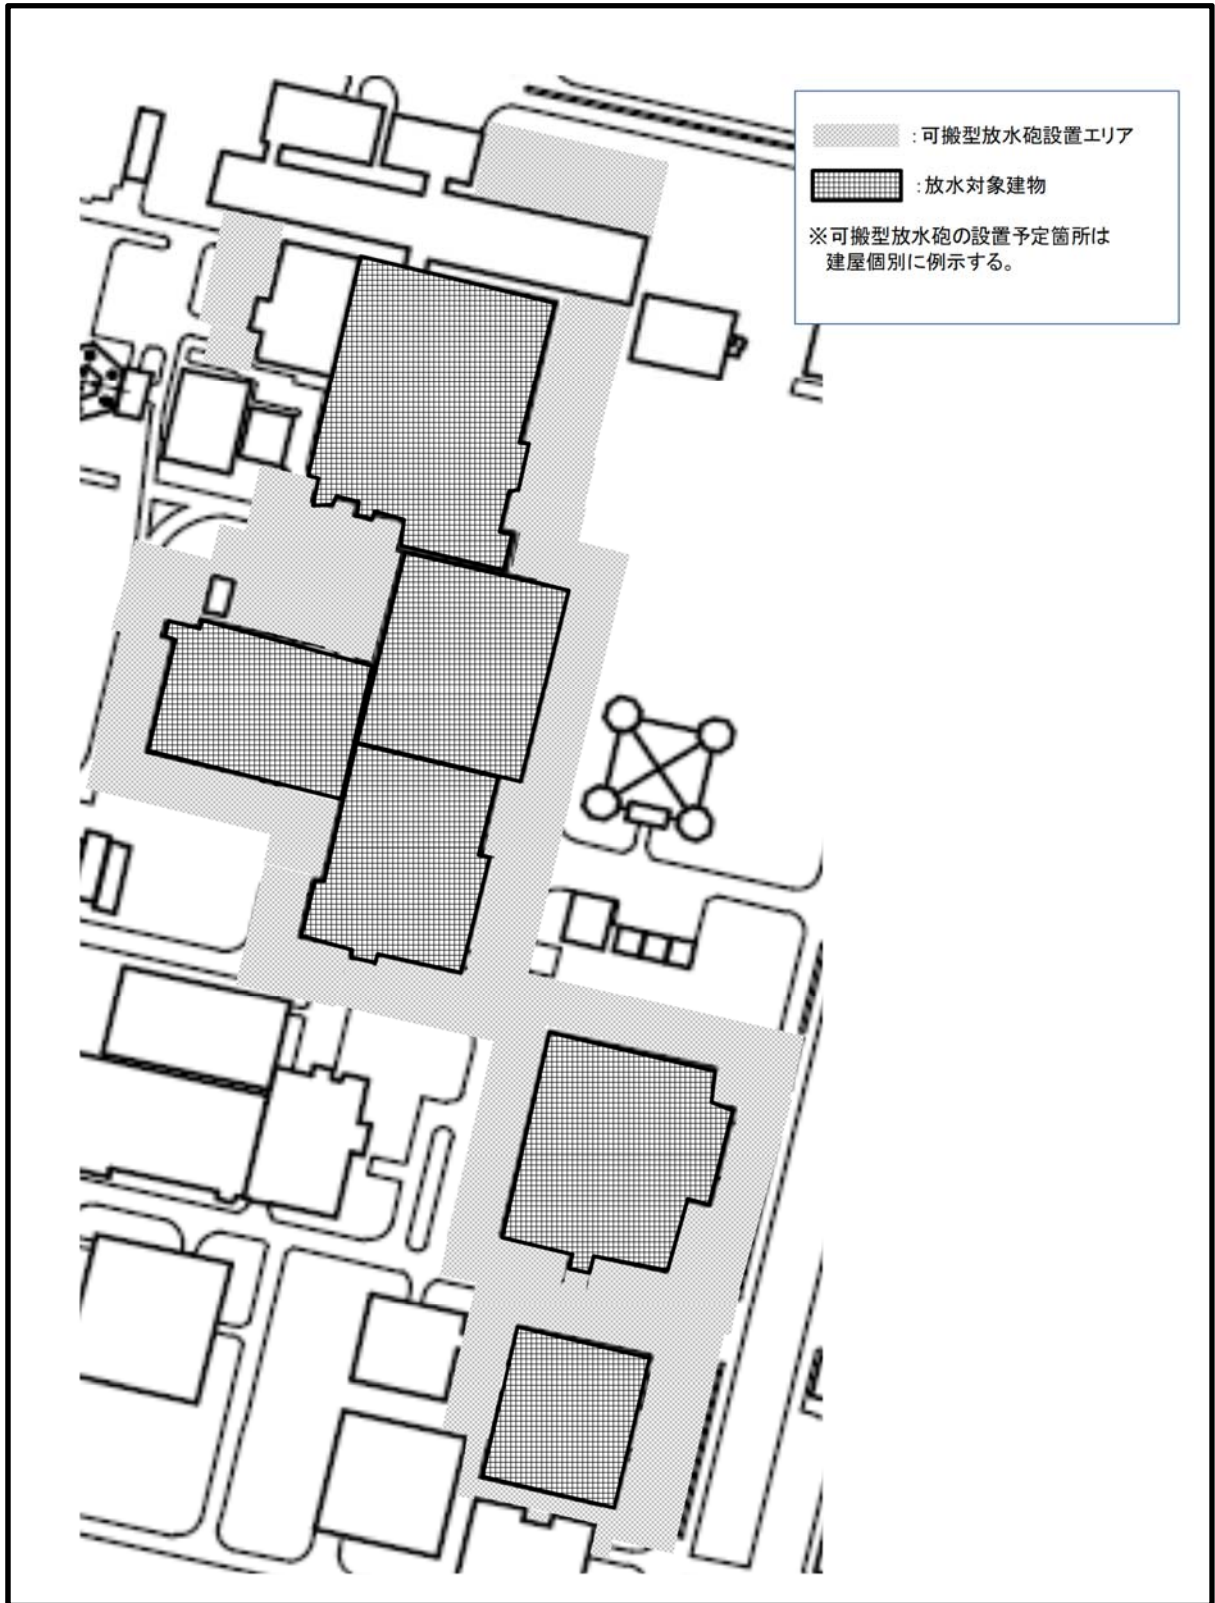 :可搬型放水砲設置エリア
:放水対象建物
※可搬型放水砲の設置予定箇所は
建屋個別に例示する。